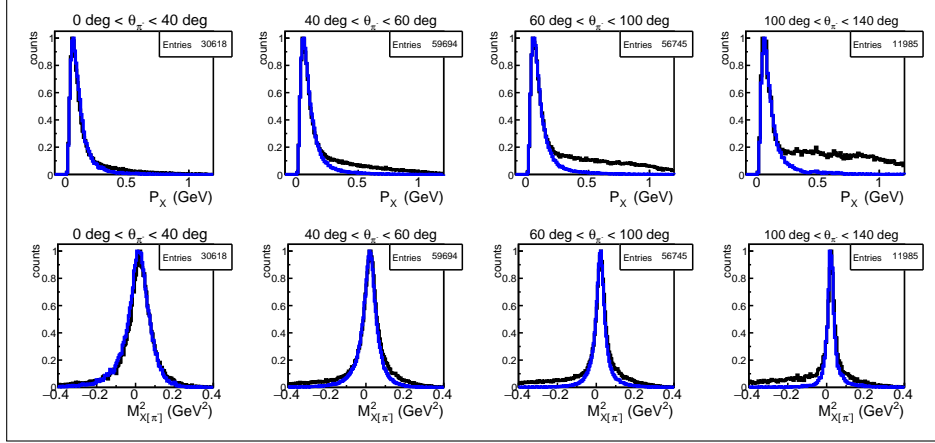 0 deg < θπ- < 40 deg
counts
Entries 30618
1
0.8
0.6
0.4
0.2
0
0 0.5 1
PX (GeV)
40 deg < θπ- < 60 deg
counts
Entries 59694
1
0.8
0.6
0.4
0.2
0
0 0.5 1
PX (GeV)
60 deg < θπ- < 100 deg
counts
Entries 56745
1
0.8
0.6
0.4
0.2
0
0 0.5 1
PX (GeV)
100 deg < θπ- < 140 deg
counts
Entries 11985
1
0.8
0.6
0.4
0.2
0
0 0.5 1
PX (GeV)
0 deg < θπ- < 40 deg
counts
Entries 30618
1
0.8
0.6
0.4
0.2
0
−0.4 −0.2 0 0.2 0.4
M²X[π-] (GeV²)
40 deg < θπ- < 60 deg
counts
Entries 59694
1
0.8
0.6
0.4
0.2
0
−0.4 −0.2 0 0.2 0.4
M²X[π-] (GeV²)
60 deg < θπ- < 100 deg
counts
Entries 56745
1
0.8
0.6
0.4
0.2
0
−0.4 −0.2 0 0.2 0.4
M²X[π-] (GeV²)
100 deg < θπ- < 140 deg
counts
Entries 11985
1
0.8
0.6
0.4
0.2
0
−0.4 −0.2 0 0.2 0.4
M²X[π-] (GeV²)